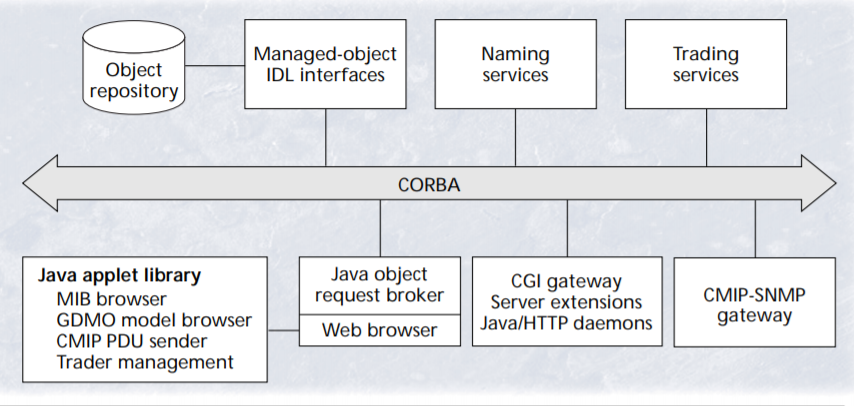 Object
repository
Managed-object
IDL interfaces
Naming
services
Trading
services
CORBA
Java applet library
MIB browser
GDMO model browser
CMIP PDU sender
Trader management
Java object
request broker
Web browser
CGI gateway
Server extensions
Java/HTTP daemons
CMIP-SNMP
gateway